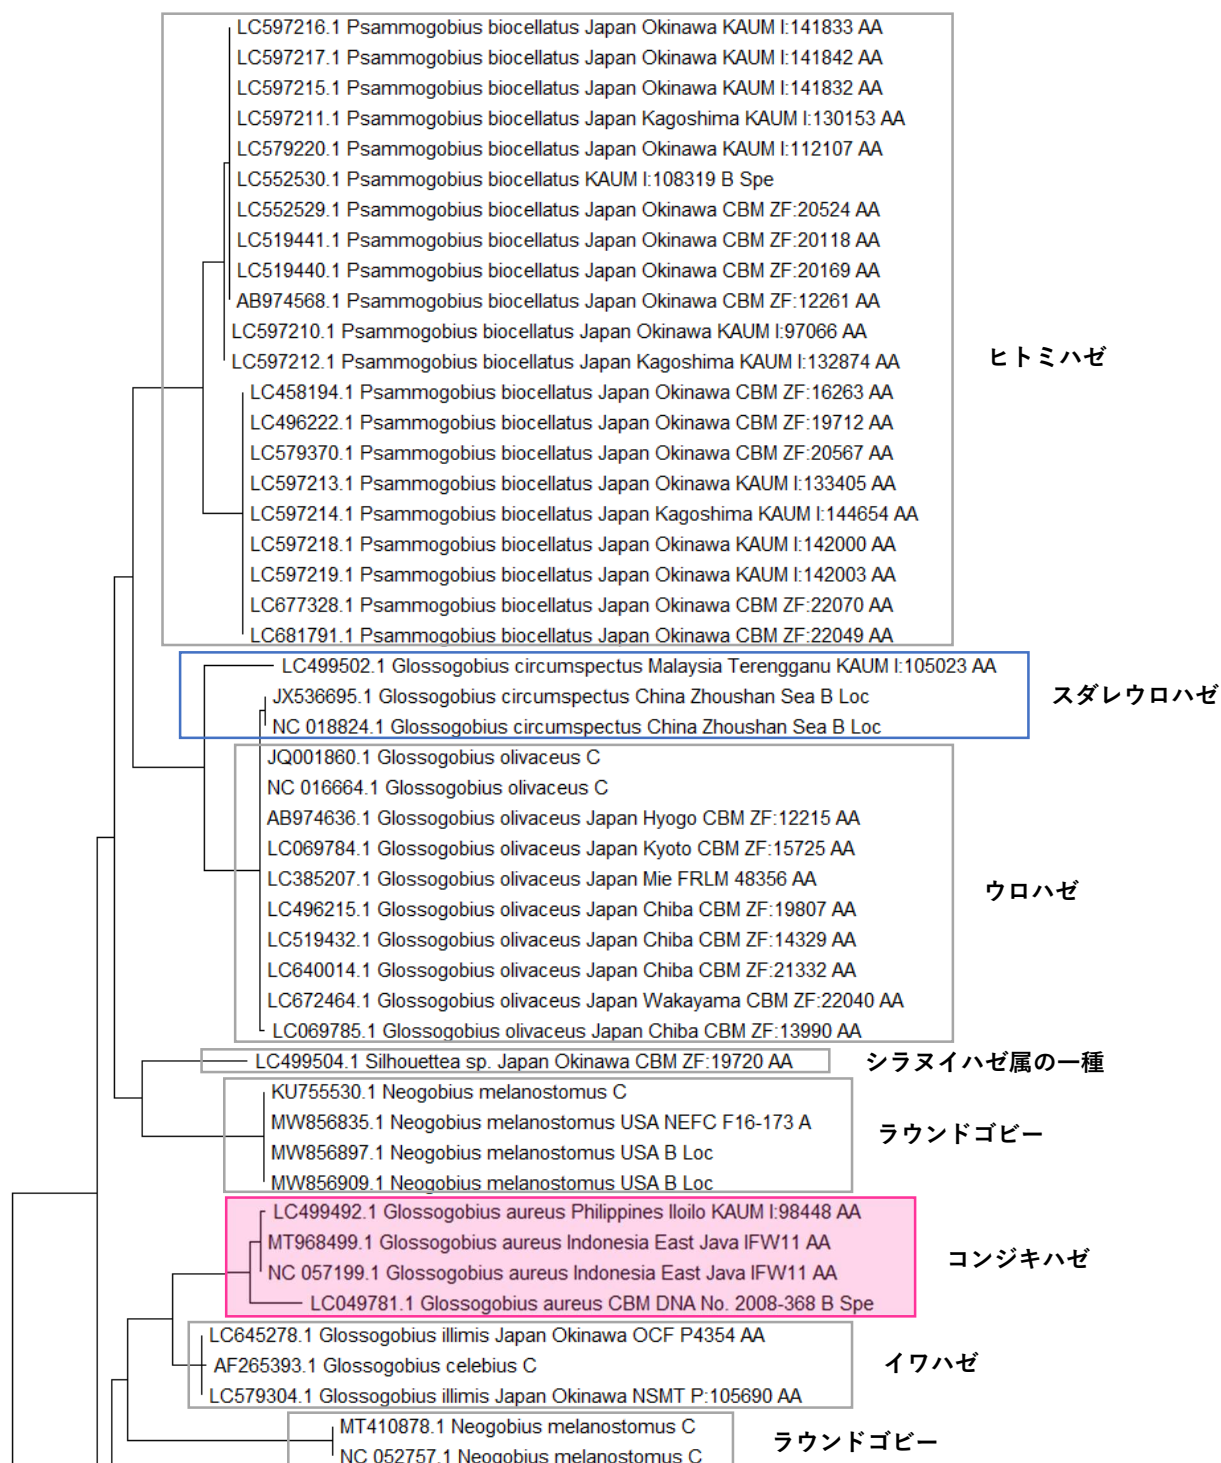 LC597216.1 Psammogobius biocellatus Japan Okinawa KAUM I:141833 AA
LC597217.1 Psammogobius biocellatus Japan Okinawa KAUM I:141842 AA
LC597215.1 Psammogobius biocellatus Japan Okinawa KAUM I:141832 AA
LC597211.1 Psammogobius biocellatus Japan Kagoshima KAUM I:130153 AA
LC579220.1 Psammogobius biocellatus Japan Okinawa KAUM I:112107 AA
LC552530.1 Psammogobius biocellatus KAUM I:108319 B Spe
LC552529.1 Psammogobius biocellatus Japan Okinawa CBM ZF:20524 AA
LC519441.1 Psammogobius biocellatus Japan Okinawa CBM ZF:20118 AA
LC519440.1 Psammogobius biocellatus Japan Okinawa CBM ZF:20169 AA
AB974568.1 Psammogobius biocellatus Japan Okinawa CBM ZF:12261 AA
LC597210.1 Psammogobius biocellatus Japan Okinawa KAUM I:97066 AA
LC597212.1 Psammogobius biocellatus Japan Kagoshima KAUM I:132874 AA
ヒトミハゼ
LC458194.1 Psammogobius biocellatus Japan Okinawa CBM ZF:16263 AA
LC496222.1 Psammogobius biocellatus Japan Okinawa CBM ZF:19712 AA
LC579370.1 Psammogobius biocellatus Japan Okinawa CBM ZF:20567 AA
LC597213.1 Psammogobius biocellatus Japan Okinawa KAUM I:133405 AA
LC597214.1 Psammogobius biocellatus Japan Kagoshima KAUM I:144654 AA
LC597218.1 Psammogobius biocellatus Japan Okinawa KAUM I:142000 AA
LC597219.1 Psammogobius biocellatus Japan Okinawa KAUM I:142003 AA
LC677328.1 Psammogobius biocellatus Japan Okinawa CBM ZF:22070 AA
LC681791.1 Psammogobius biocellatus Japan Okinawa CBM ZF:22049 AA
LC499502.1 Glossogobius circumspectus Malaysia Terengganu KAUM I:105023 AA
JX536695.1 Glossogobius circumspectus China Zhoushan Sea B Loc
スダレウロハゼ
NC 018824.1 Glossogobius circumspectus China Zhoushan Sea B Loc
JQ001860.1 Glossogobius olivaceus C
NC 016664.1 Glossogobius olivaceus C
AB974636.1 Glossogobius olivaceus Japan Hyogo CBM ZF:12215 AA
LC069784.1 Glossogobius olivaceus Japan Kyoto CBM ZF:15725 AA
LC385207.1 Glossogobius olivaceus Japan Mie FRLM 48356 AA
ウロハゼ
LC496215.1 Glossogobius olivaceus Japan Chiba CBM ZF:19807 AA
LC519432.1 Glossogobius olivaceus Japan Chiba CBM ZF:14329 AA
LC640014.1 Glossogobius olivaceus Japan Chiba CBM ZF:21332 AA
LC672464.1 Glossogobius olivaceus Japan Wakayama CBM ZF:22040 AA
LC069785.1 Glossogobius olivaceus Japan Chiba CBM ZF:13990 AA
LC499504.1 Silhouettea sp. Japan Okinawa CBM ZF:19720 AA
シラヌイハゼ属の一種
KU755530.1 Neogobius melanostomus C
MW856835.1 Neogobius melanostomus USA NEFC F16-173 A
ラウンドゴビー
MW856897.1 Neogobius melanostomus USA B Loc
MW856909.1 Neogobius melanostomus USA B Loc
LC499492.1 Glossogobius aureus Philippines Iloilo KAUM I:98448 AA
MT968499.1 Glossogobius aureus Indonesia East Java IFW11 AA
コンジキハゼ
NC 057199.1 Glossogobius aureus Indonesia East Java IFW11 AA
LC049781.1 Glossogobius aureus CBM DNA No. 2008-368 B Spe
LC645278.1 Glossogobius illimis Japan Okinawa OCF P4354 AA
AF265393.1 Glossogobius celebius C
イワハゼ
LC579304.1 Glossogobius illimis Japan Okinawa NSMT P:105690 AA
MT410878.1 Neogobius melanostomus C
ラウンドゴビー
NC 052757.1 Neogobius melanostomus C